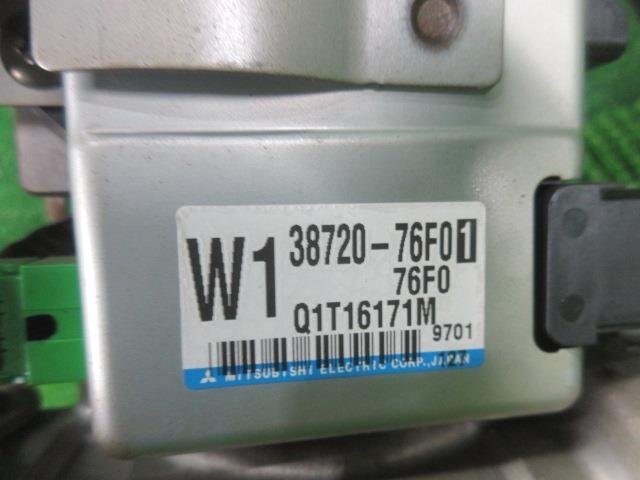 W1 38720-76F01
76F0
Q1T16171M
9701
MITSUBISHI ELECTRIC CORP., JAPAN